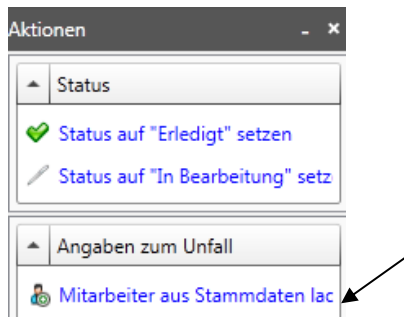 Aktionen
Status
Status auf "Erledigt" setzen
Status auf "In Bearbeitung" setz
Angaben zum Unfall
Mitarbeiter aus Stammdaten lac